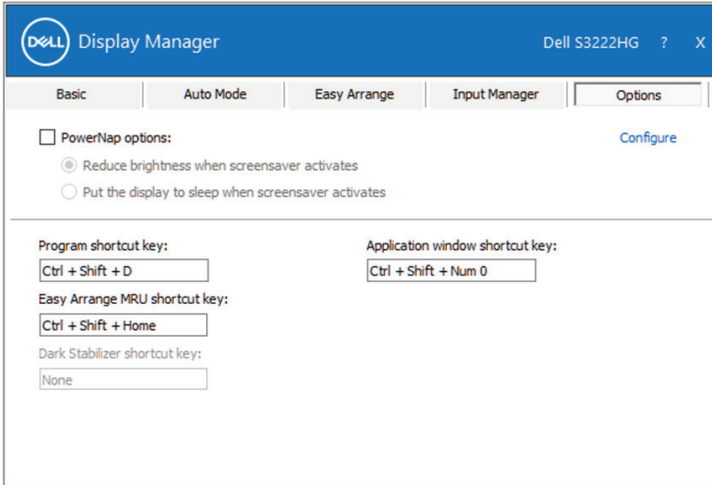 DELL Display Manager Dell S3222HG ? X
Basic Auto Mode Easy Arrange Input Manager Options
PowerNap options: Configure
Reduce brightness when screensaver activates
Put the display to sleep when screensaver activates
Program shortcut key: Application window shortcut key:
Ctrl + Shift + D Ctrl + Shift + Num 0
Easy Arrange MRU shortcut key:
Ctrl + Shift + Home
Dark Stabilizer shortcut key:
None